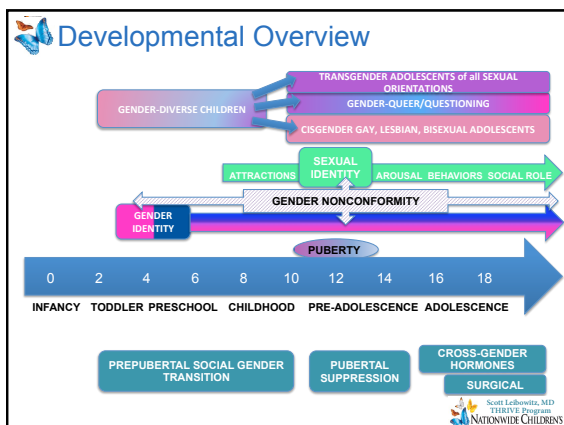 Developmental Overview
TRANSGENDER ADOLESCENTS of all SEXUAL
ORIENTATIONS
GENDER-DIVERSE CHILDREN
GENDER-QUEER/QUESTIONING
CISGENDER GAY, LESBIAN, BISEXUAL ADOLESCENTS
ATTRACTIONS
SEXUAL
IDENTITY
AROUSAL BEHAVIORS SOCIAL ROLE
GENDER NONCONFORMITY
GENDER
IDENTITY
PUBERTY
0 2 4 6 8 10 12 14 16 18
INFANCY TODDLER PRESCHOOL CHILDHOOD PRE-ADOLESCENCE ADOLESCENCE
PREPUBERTAL SOCIAL GENDER
TRANSITION
PUBERTAL
SUPPRESSION
CROSS-GENDER
HORMONES
SURGICAL
Scott Leibowitz, MD
THRIVE Program
NATIONWIDE CHILDREN'S